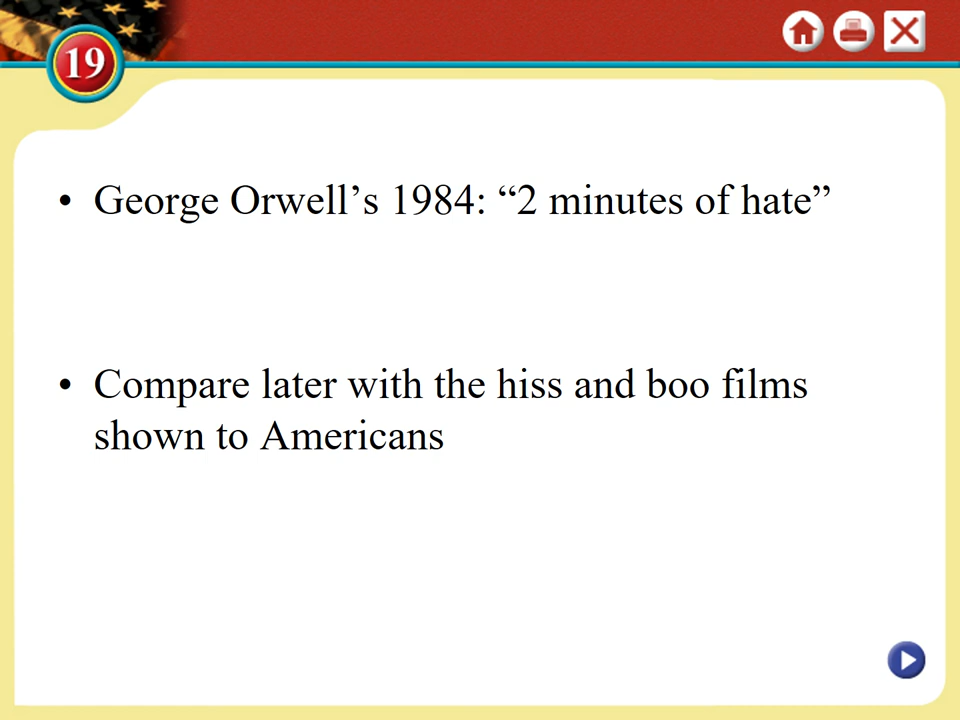 19
• George Orwell’s 1984: “2 minutes of hate”
• Compare later with the hiss and boo films
shown to Americans